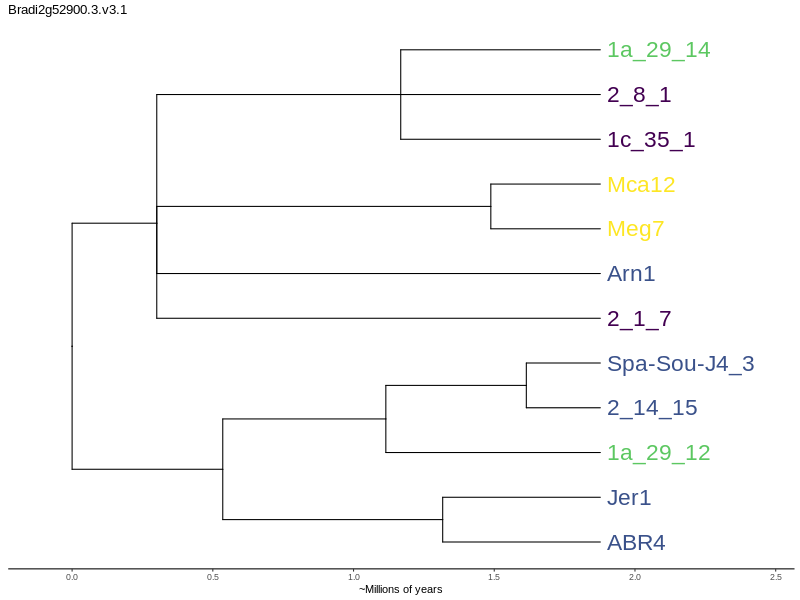 Bradi2g52900.3.v3.1
1a_29_14
2_8_1
1c_35_1
Mca12
Meg7
Arn1
2_1_7
Spa-Sou-J4_3
2_14_15
1a_29_12
Jer1
ABR4
0.0 0.5 1.0 1.5 2.0 2.5
~Millions of years